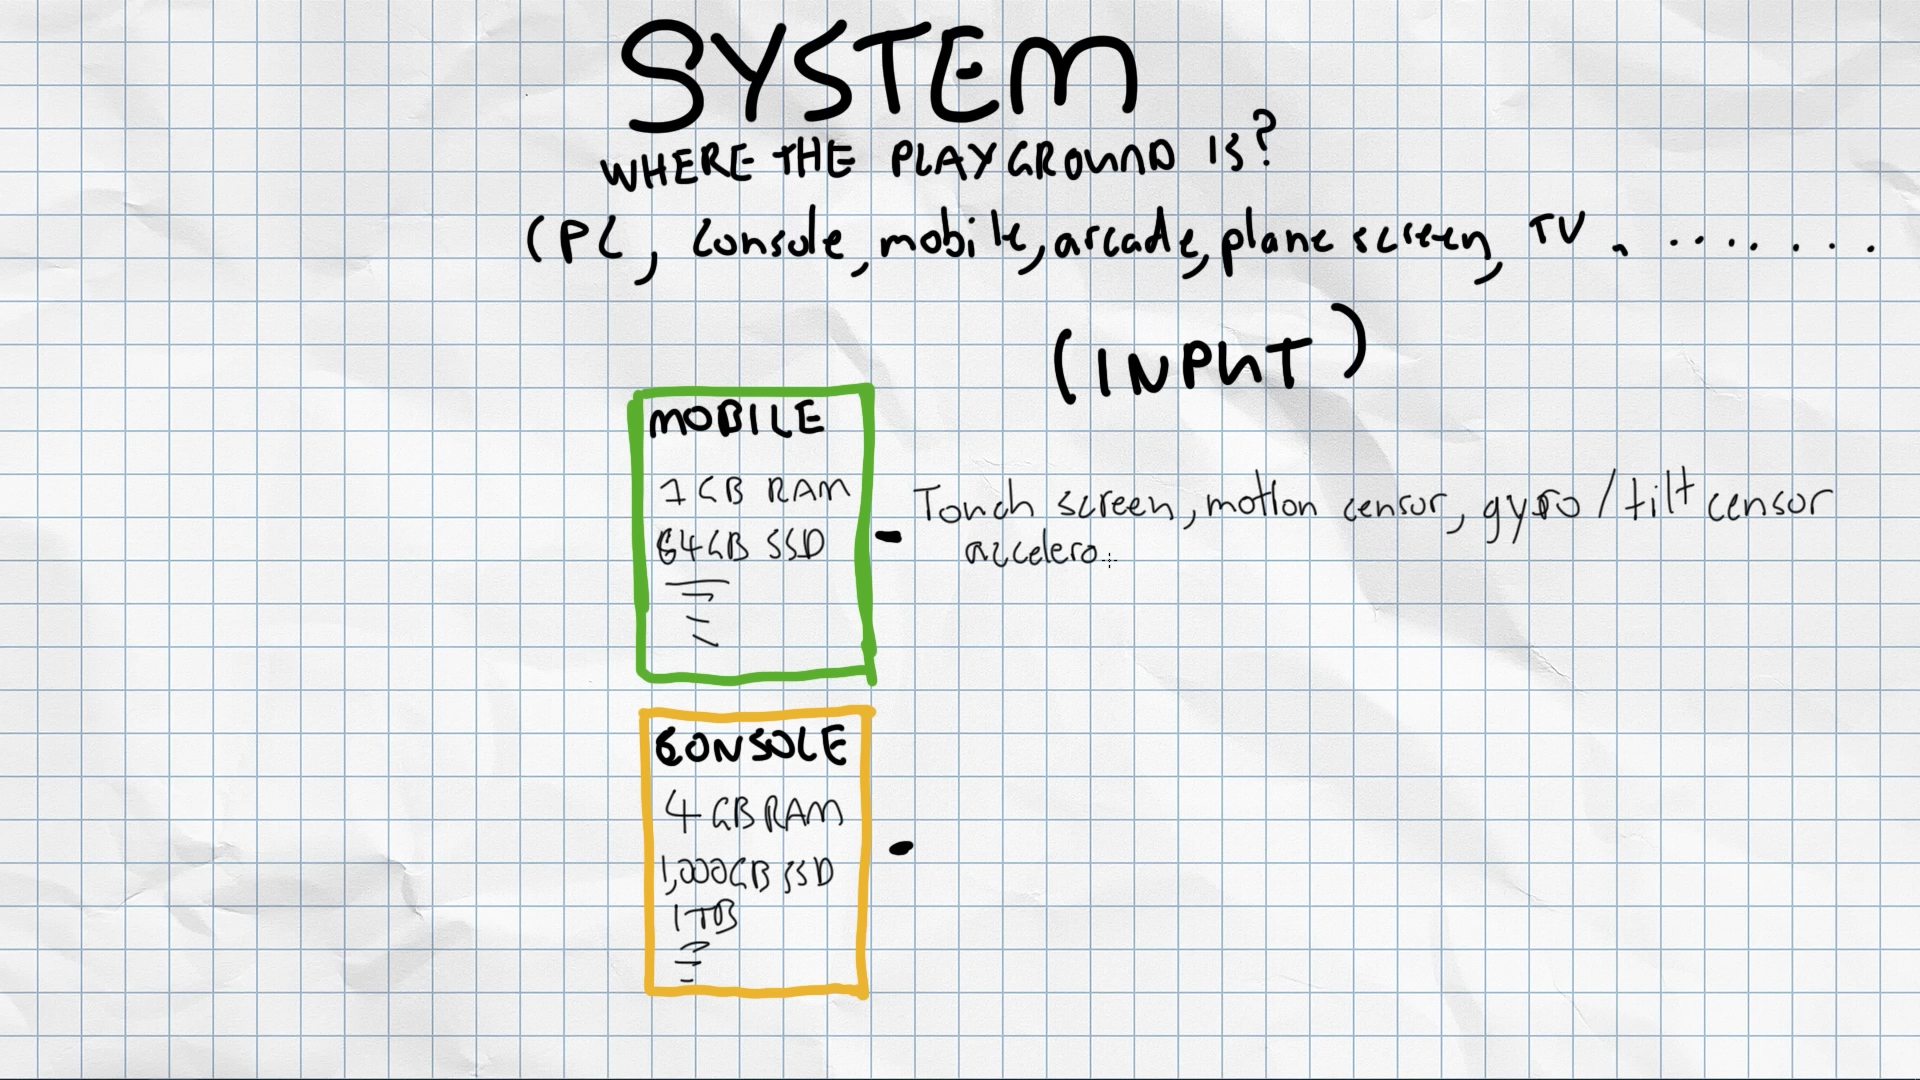 SYSTEM
WHERE THE PLAYGROUND IS?
(PC, console, mobile, arcade, plane screen, TV, .......
(INPUT)
MOBILE
1 GB RAM
64GB SSD
- Touch screen, motion censor, gyro/tilt censor
accelero
CONSOLE
4 GB RAM
1,000GB SSD
1TB
-